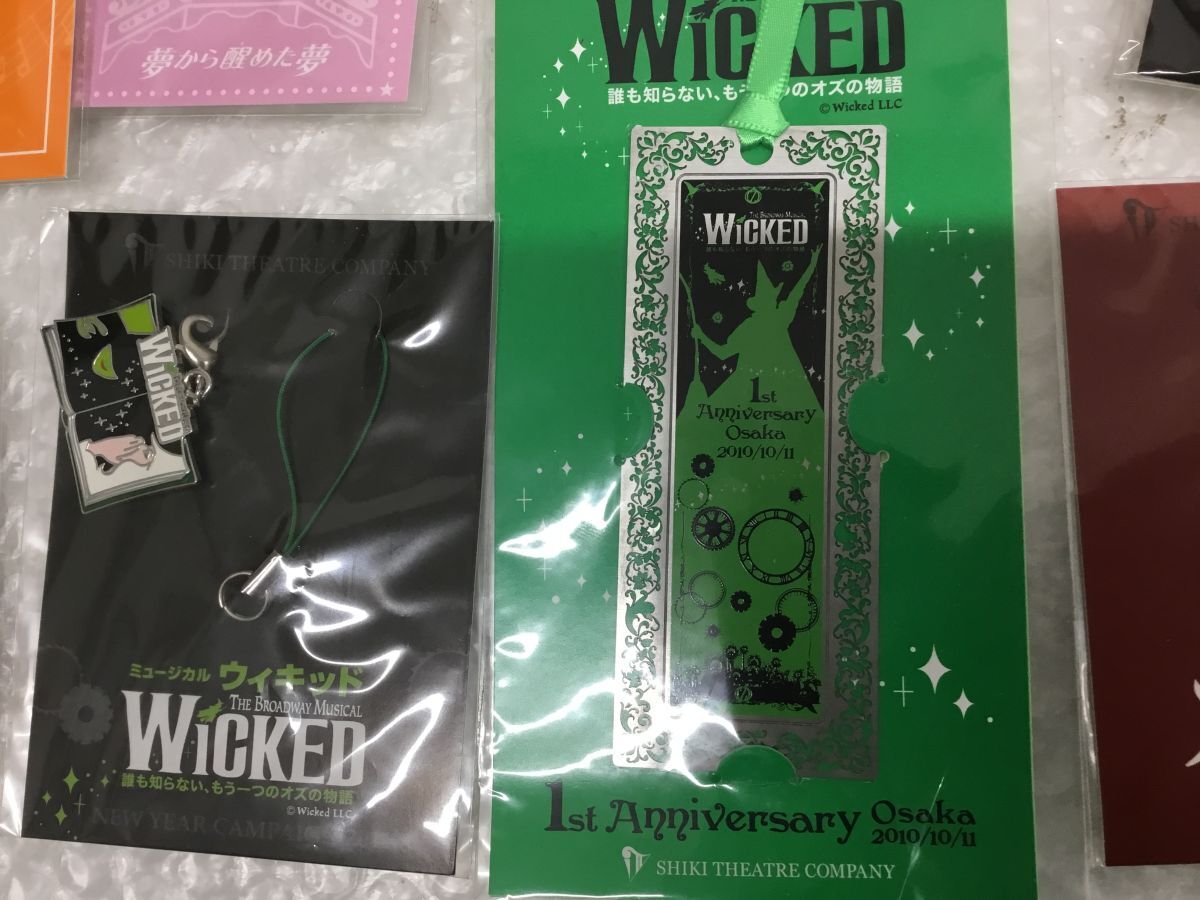 夢から醒めた夢
WICKED
誰も知らない、もう一つのオズの物語
© Wicked LLC
THE BROADWAY MUSICAL
WICKED
誰も知らない、もう一つのオズの物語
1st
Anniversary
Osaka
2010/10/11
1st Anniversary Osaka
2010/10/11
SHIKI THEATRE COMPANY
SHIKI THEATRE COMPANY
WICKED
ミュージカル ウィキッド
THE BROADWAY MUSICAL
WICKED
誰も知らない、もう一つのオズの物語
© Wicked LLC
NEW YEAR CAMPAIGN